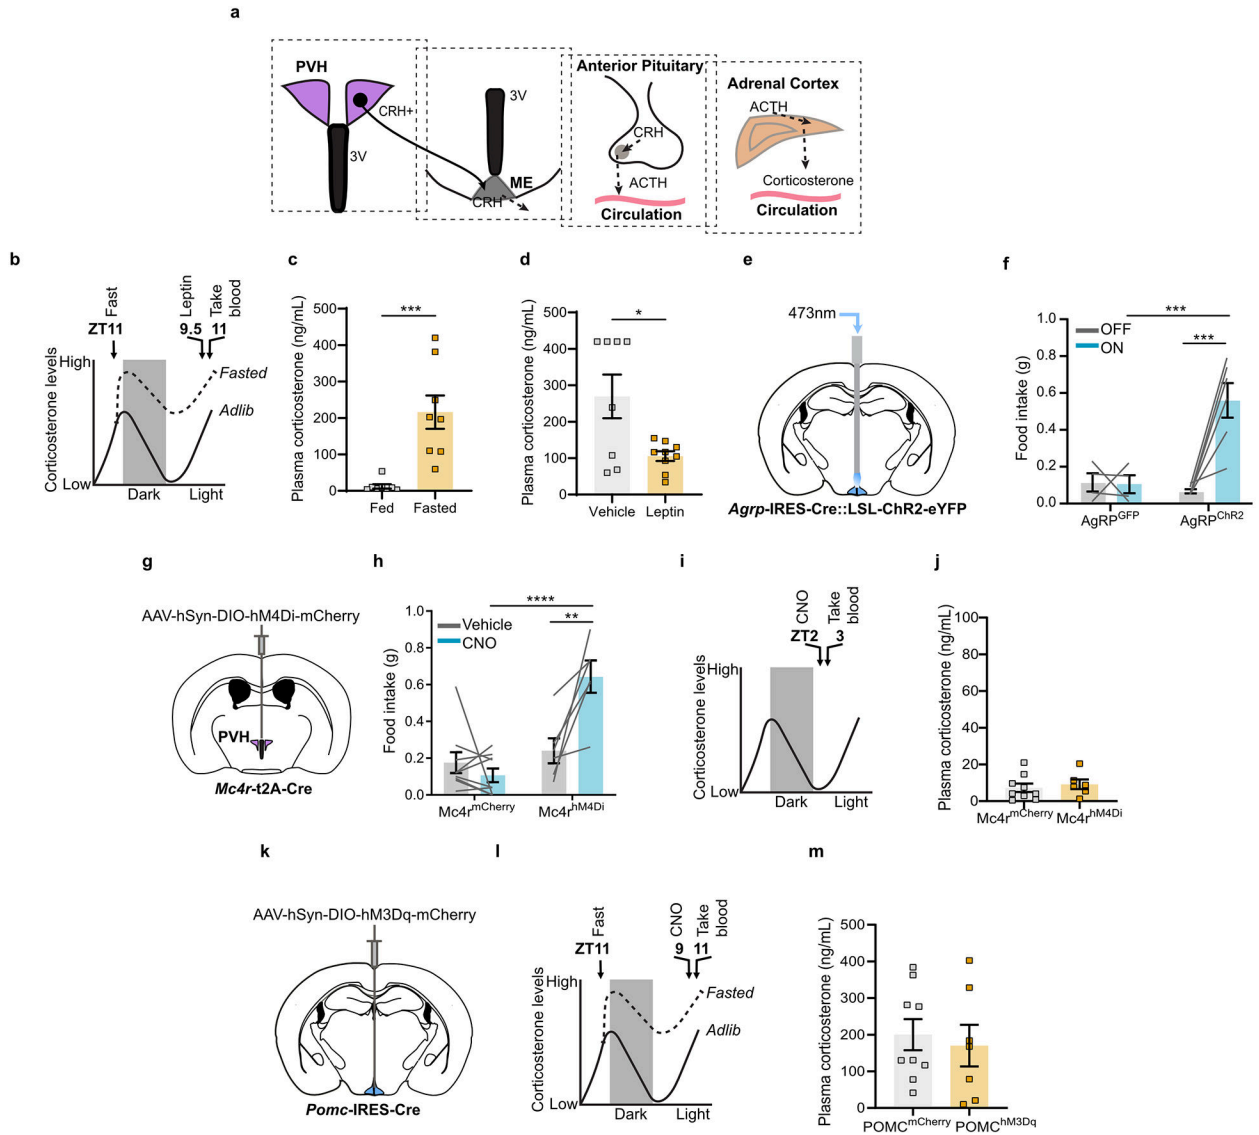 a
PVH
CRH+
3V
3V
ME
CRH
Anterior Pituitary
CRH
ACTH
Circulation
Adrenal Cortex
ACTH
Corticosterone
Circulation
b
Fast
Leptin
Take
blood
ZT11
9.5
11
High
Low
Corticosterone levels
Fasted
Adlib
Dark
Light
c
Plasma corticosterone (ng/mL)
500
400
300
200
100
0
***
Fed
Fasted
d
Plasma corticosterone (ng/mL)
500
400
300
200
100
0
*
Vehicle
Leptin
e
473nm
Agrp-IRES-Cre::LSL-ChR2-eYFP
f
Food intake (g)
1.0
0.8
0.6
0.4
0.2
0.0
OFF
ON
***
***
AgRPGFP
AgRPChR2
g
AAV-hSyn-DIO-hM4Di-mCherry
PVH
Mc4r-t2A-Cre
h
Food intake (g)
1.0
0.8
0.6
0.4
0.2
0.0
Vehicle
CNO
****
**
Mc4rmCherry
Mc4rhM4Di
i
CNO
Take
blood
ZT2
3
High
Low
Corticosterone levels
Dark
Light
j
Plasma corticosterone (ng/mL)
100
80
60
40
20
0
Mc4rmCherry
Mc4rhM4Di
k
AAV-hSyn-DIO-hM3Dq-mCherry
Pomc-IRES-Cre
l
Fast
CNO
Take
blood
ZT11
9
11
High
Low
Corticosterone levels
Fasted
Adlib
Dark
Light
m
Plasma corticosterone (ng/mL)
500
400
300
200
100
0
POMCmCherry
POMChM3Dq